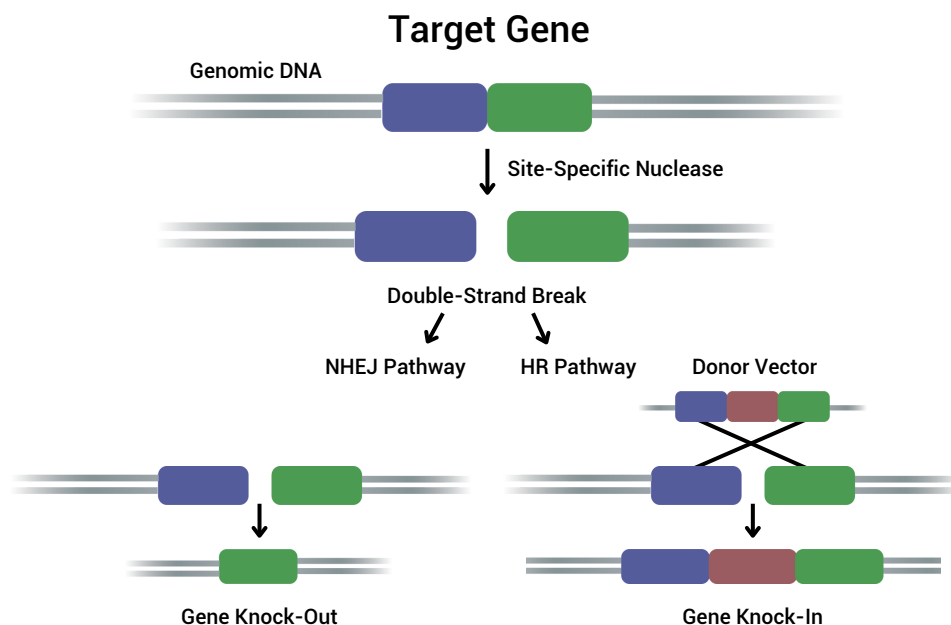 Target Gene
Genomic DNA
Site-Specific Nuclease
Double-Strand Break
NHEJ Pathway
HR Pathway
Donor Vector
Gene Knock-Out
Gene Knock-In